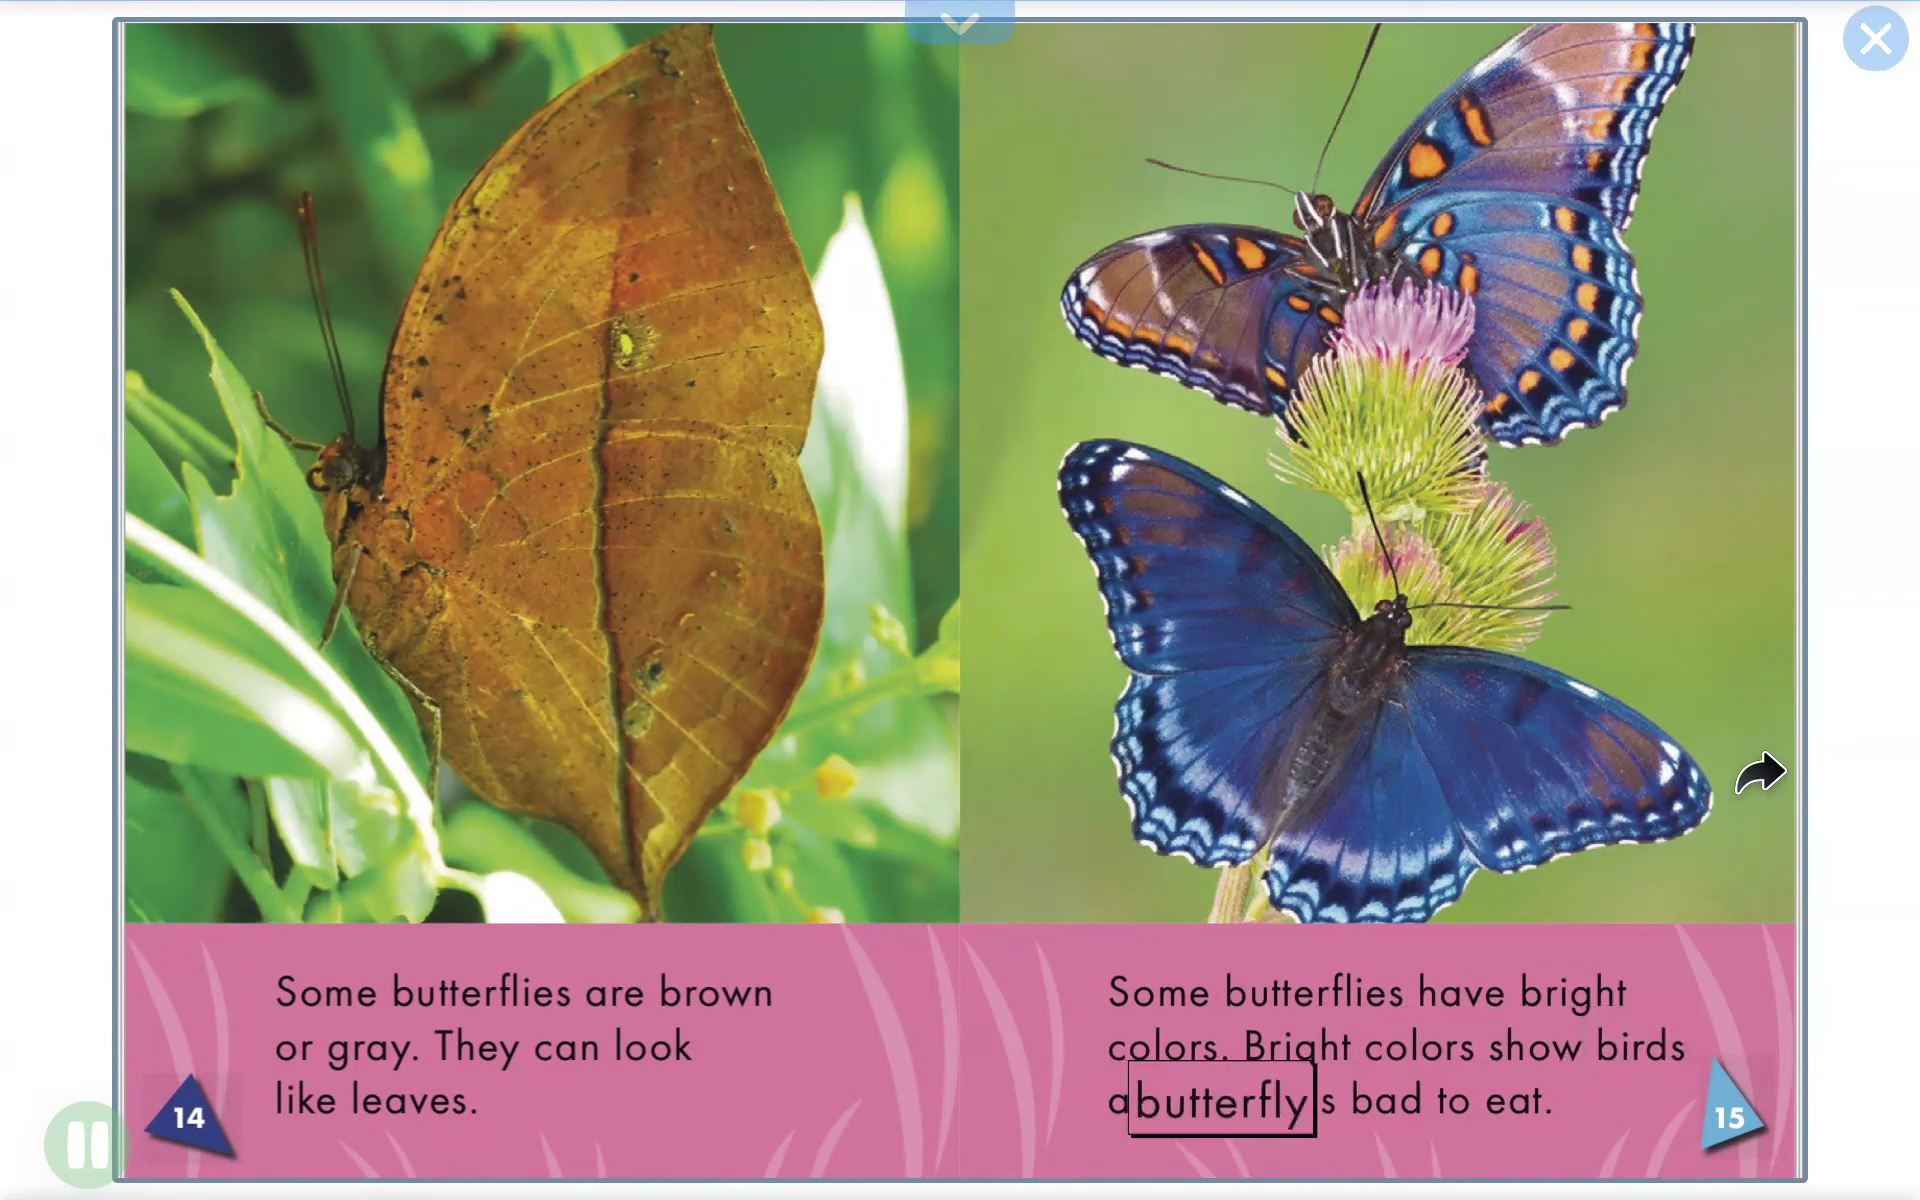 Some butterflies are brown
or gray. They can look
like leaves.
14
Some butterflies have bright
colors. Bright colors show birds
a butterfly s bad to eat.
15